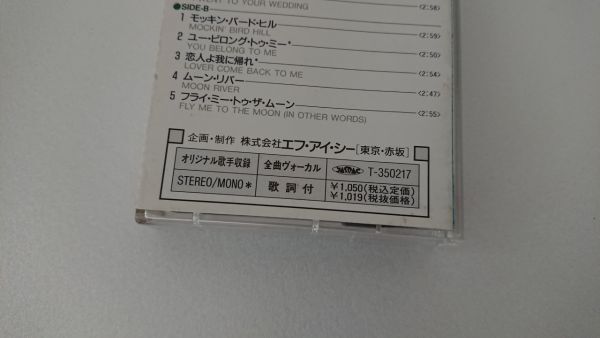 WENT TO YOUR WEDDING <2:58>
●SIDE-B
1 モッキン・バード・ヒル <2:59>
MOCKIN' BIRD HILL
2 ユー・ビロング・トゥ・ミー* <2:50>
YOU BELONG TO ME
3 恋人よ我に帰れ* <2:54>
LOVER COME BACK TO ME
4 ムーン・リバー <2:47>
MOON RIVER
5 フライ・ミー・トゥ・ザ・ムーン <2:55>
FLY ME TO THE MOON (IN OTHER WORDS)
企画・制作 株式会社エフ・アイ・シー[東京・赤坂]
オリジナル歌手収録 全曲ヴォーカル T-350217
STEREO/MONO* 歌詞付 ¥1,050(税込定価)
¥1,019(税抜価格)